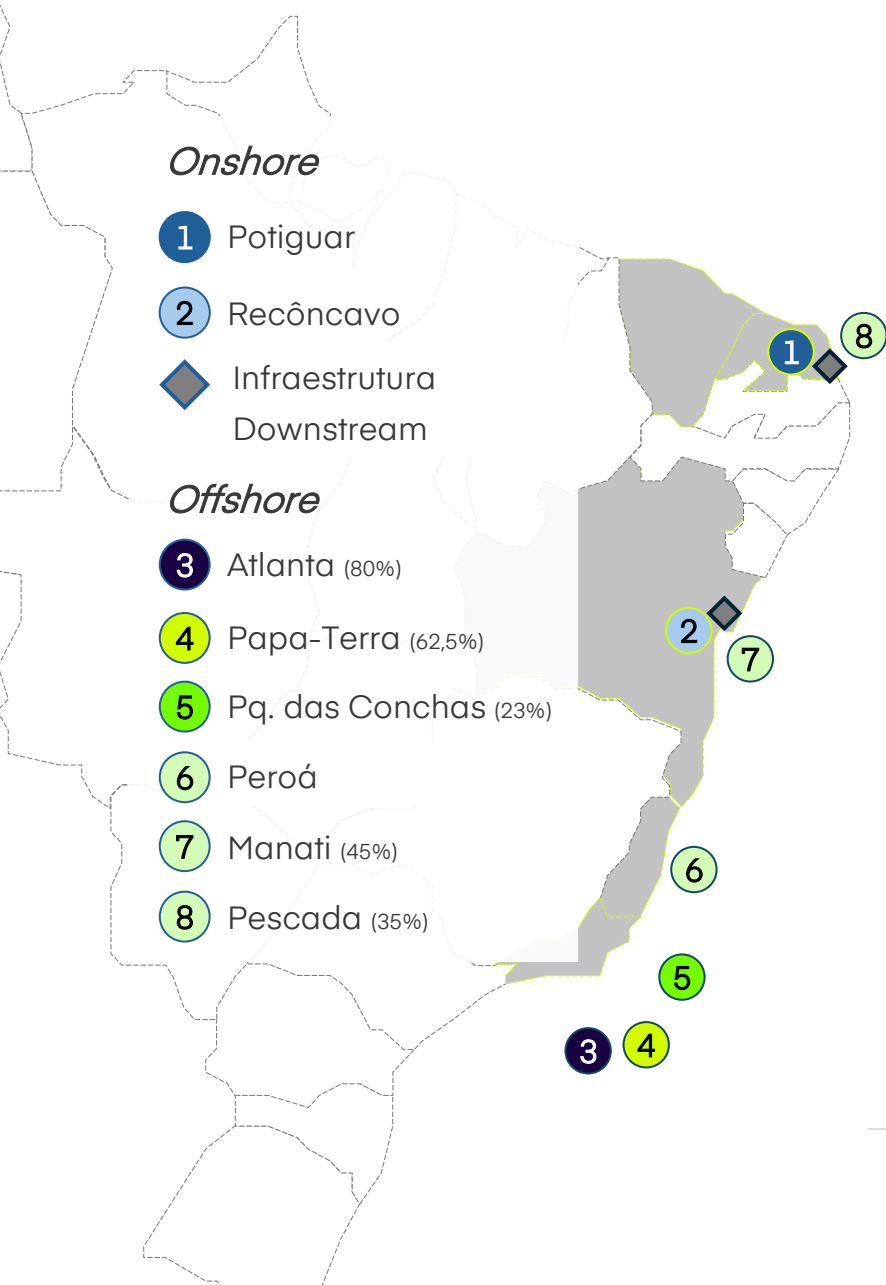 Onshore
1 Potiguar
2 Recôncavo
Infraestrutura
Downstream
Offshore
3 Atlanta (80%)
4 Papa-Terra (62,5%)
5 Pq. das Conchas (23%)
6 Peroá
7 Manati (45%)
8 Pescada (35%)
8
1
2
7
6
5
3
4